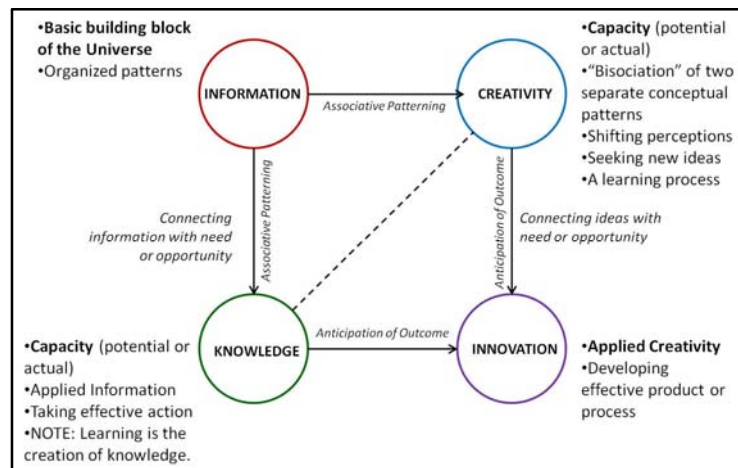 •Basic building block
of the Universe
•Organized patterns
INFORMATION
Associative Patterning
CREATIVITY
•Capacity (potential
or actual)
•“Bisociation” of two
separate conceptual
patterns
•Shifting perceptions
•Seeking new ideas
•A learning process
Connecting
information with need
or opportunity
Associative Patterning
Anticipation of Outcome
Connecting ideas with
need or opportunity
•Capacity (potential or
actual)
•Applied Information
•Taking effective action
•NOTE: Learning is the
creation of knowledge.
KNOWLEDGE
Anticipation of Outcome
INNOVATION
•Applied Creativity
•Developing
effective product or
process